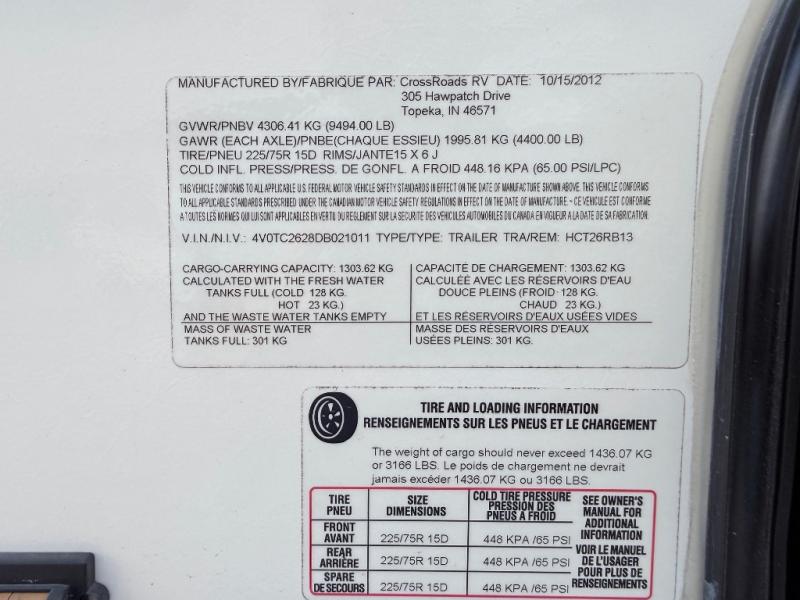 MANUFACTURED BY/FABRIQUE PAR: CrossRoads RV DATE: 10/15/2012
305 Hawpatch Drive
Topeka, IN 46571
GVWR/PNBV 4306.41 KG (9494.00 LB)
GAWR (EACH AXLE)/PNBE(CHAQUE ESSIEU) 1995.81 KG (4400.00 LB)
TIRE/PNEU 225/75R 15D RIMS/JANTE15 X 6 J
COLD INFL. PRESS/PRESS. DE GONFL. A FROID 448.16 KPA (65.00 PSI/LPC)
THIS VEHICLE CONFORMS TO ALL APPLICABLE U.S. FEDERAL MOTOR VEHICLE SAFETY STANDARDS IN EFFECT ON THE DATE OF MANUFACTURE SHOWN ABOVE. THIS VEHICLE CONFORMS
TO ALL APPLICABLE STANDARDS PRESCRIBED UNDER THE CANADIAN MOTOR VEHICLE SAFETY REGULATIONS IN EFFECT ON THE DATE OF MANUFACTURE. ~ CE VEHICULE EST CONFORME
A TOUTES LES NORMES QUI LUI SONT APPLICABLES EN VERTU DU REGLEMENT SUR LA SECURITE DES VEHICULES AUTOMOBILES DU CANADA EN VIGUEUR A LA DATE DE SA FABRICATION.
V.I.N./N.I.V.: 4V0TC2628DB021011 TYPE/TYPE: TRAILER TRA/REM: HCT26RB13
CARGO-CARRYING CAPACITY: 1303.62 KG
CALCULATED WITH THE FRESH WATER
TANKS FULL (COLD 128 KG.
HOT 23 KG.)
AND THE WASTE WATER TANKS EMPTY
MASS OF WASTE WATER
TANKS FULL: 301 KG
CAPACITÉ DE CHARGEMENT: 1303.62 KG
CALCULÉE AVEC LES RÉSERVOIRS D'EAU
DOUCE PLEINS (FROID: 128 KG.
CHAUD 23 KG.)
ET LES RÉSERVOIRS D'EAUX USÉES VIDES
MASSE DES RÉSERVOIRS D'EAUX
USÉES PLEINS: 301 KG.
TIRE AND LOADING INFORMATION
RENSEIGNEMENTS SUR LES PNEUS ET LE CHARGEMENT
The weight of cargo should never exceed 1436.07 KG
or 3166 LBS. Le poids de chargement ne devrait
jamais excéder 1436.07 KG ou 3166 LBS.
TIRE
PNEU
SIZE
DIMENSIONS
COLD TIRE PRESSURE
PRESSION DES
PNEUS A FROID
FRONT
AVANT
225/75R 15D
448 KPA /65 PSI
REAR
ARRIÈRE
225/75R 15D
448 KPA /65 PSI
SPARE
DE SECOURS
225/75R 15D
448 KPA /65 PSI
SEE OWNER'S
MANUAL FOR
ADDITIONAL
INFORMATION
VOIR LE MANUEL
DE L'USAGER
POUR PLUS DE
RENSEIGNEMENTS